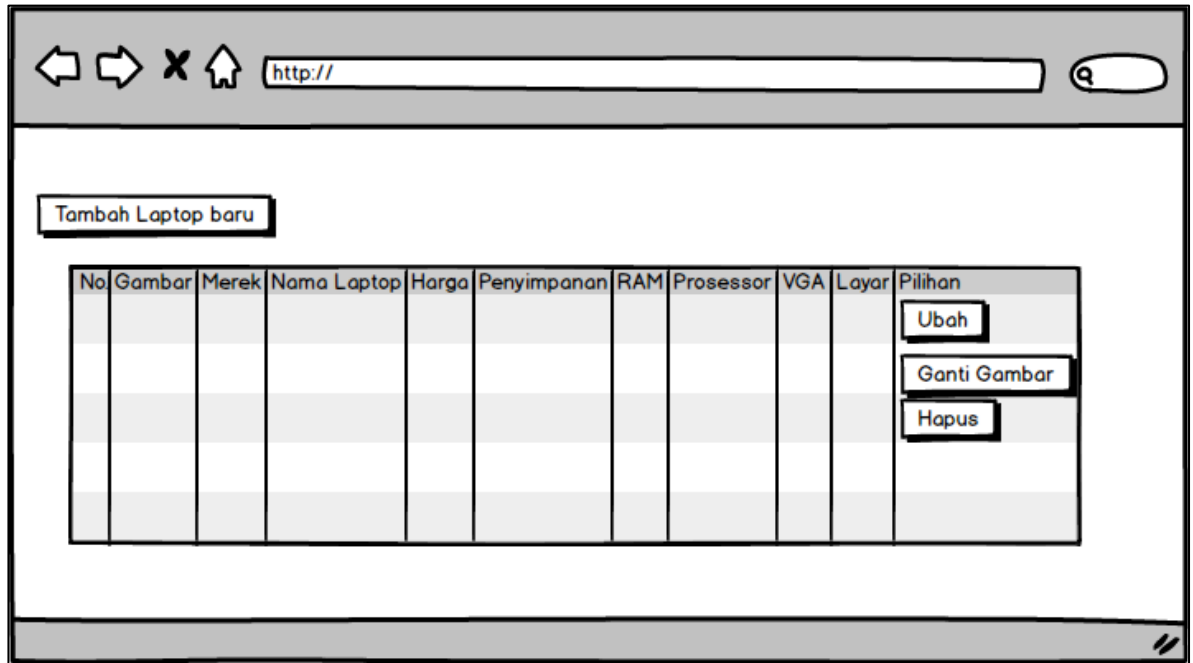 http://
Tambah Laptop baru
No. Gambar Merek Nama Laptop Harga Penyimpanan RAM Prosessor VGA Layar Pilihan
Ubah
Ganti Gambar
Hapus